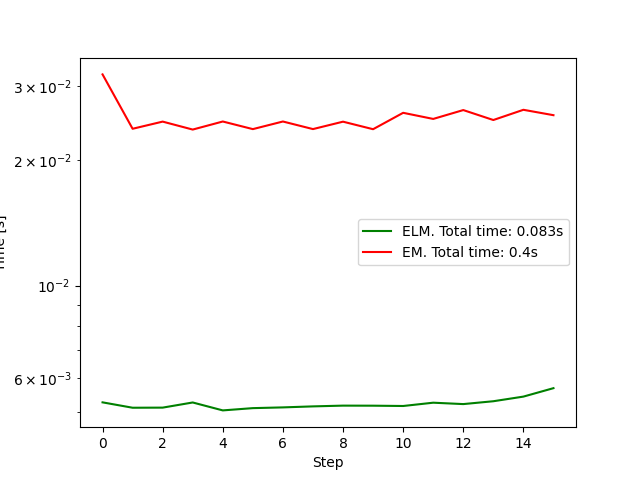 3 × 10⁻²
2 × 10⁻²
10⁻²
6 × 10⁻³
ELM. Total time: 0.083s
EM. Total time: 0.4s
0 2 4 6 8 10 12 14
Step